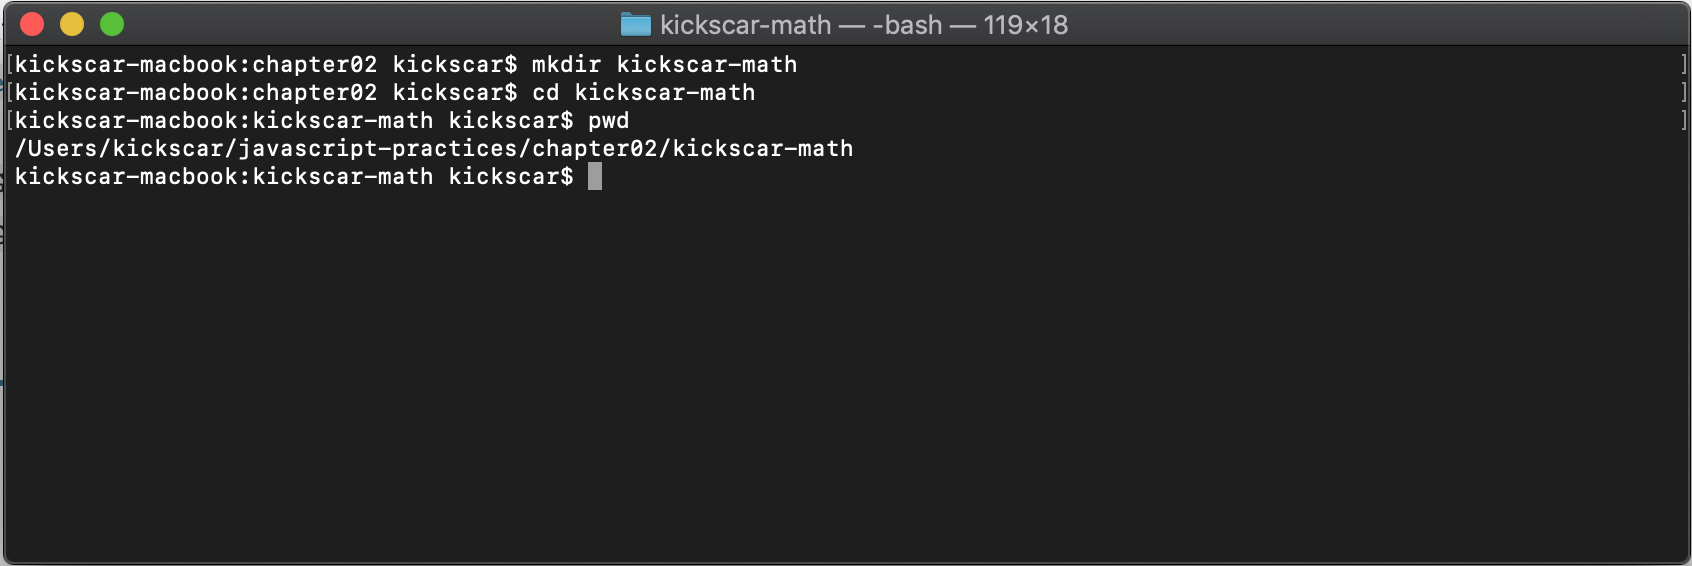 kickscar-math — -bash — 119×18
[kickscar-macbook:chapter02 kickscar$ mkdir kickscar-math ]
[kickscar-macbook:chapter02 kickscar$ cd kickscar-math ]
[kickscar-macbook:kickscar-math kickscar$ pwd ]
/Users/kickscar/javascript-practices/chapter02/kickscar-math
kickscar-macbook:kickscar-math kickscar$